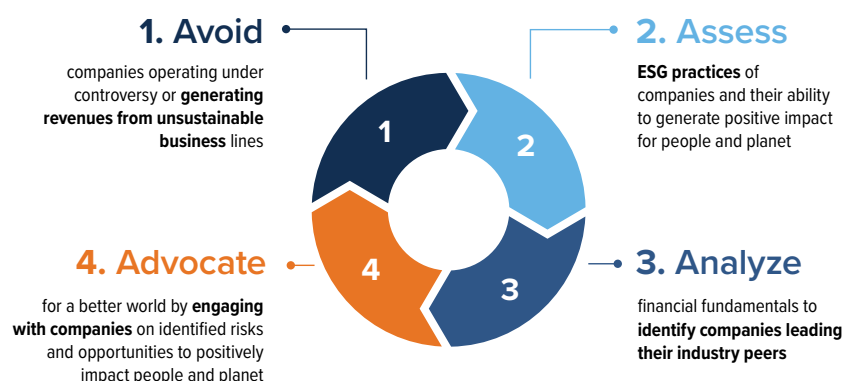 1. Avoid
companies operating under
controversy or generating
revenues from unsustainable
business lines
2. Assess
ESG practices of
companies and their ability
to generate positive impact
for people and planet
1
2
3
4
4. Advocate
for a better world by engaging
with companies on identified risks
and opportunities to positively
impact people and planet
3. Analyze
financial fundamentals to
identify companies leading
their industry peers